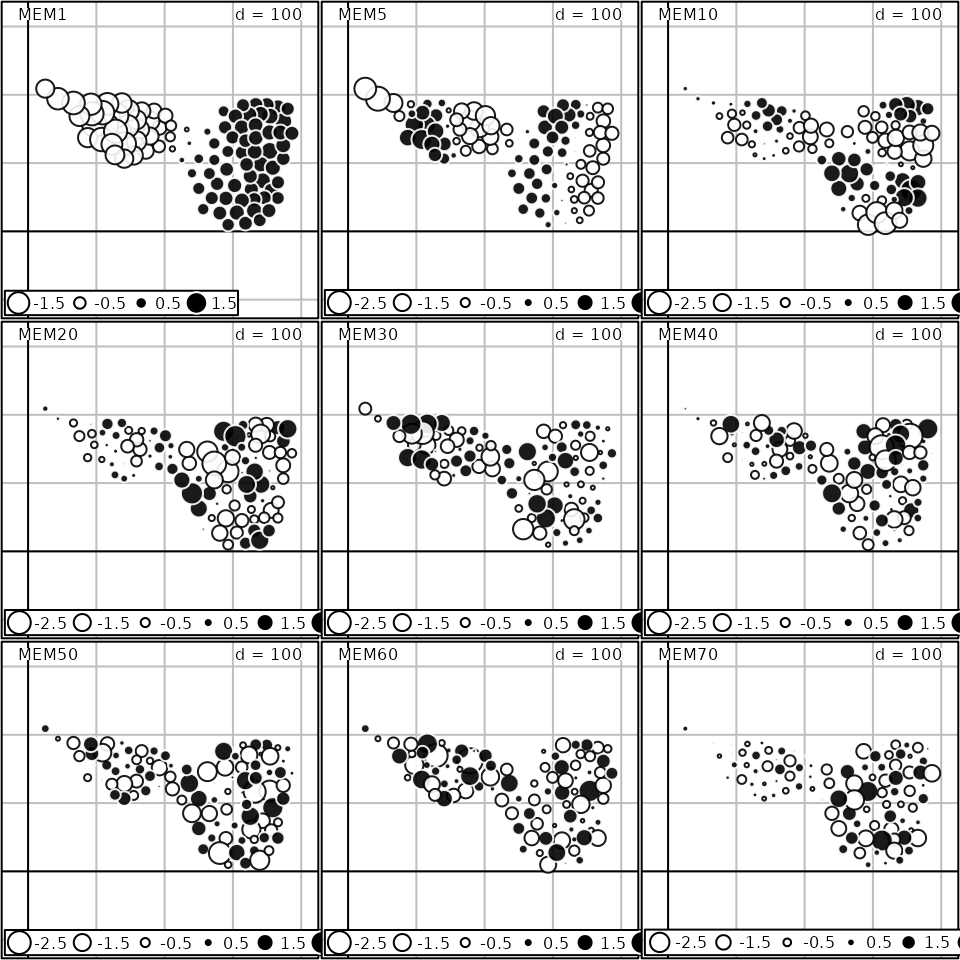 MEM1 d = 100
-1.5 -0.5 0.5 1.5
MEM5 d = 100
-2.5 -1.5 -0.5 0.5 1.5
MEM10 d = 100
-2.5 -1.5 -0.5 0.5 1.5
MEM20 d = 100
-2.5 -1.5 -0.5 0.5 1.5
MEM30 d = 100
-2.5 -1.5 -0.5 0.5 1.5
MEM40 d = 100
-2.5 -1.5 -0.5 0.5 1.5
MEM50 d = 100
-2.5 -1.5 -0.5 0.5 1.5
MEM60 d = 100
-2.5 -1.5 -0.5 0.5 1.5
MEM70 d = 100
-2.5 -1.5 -0.5 0.5 1.5